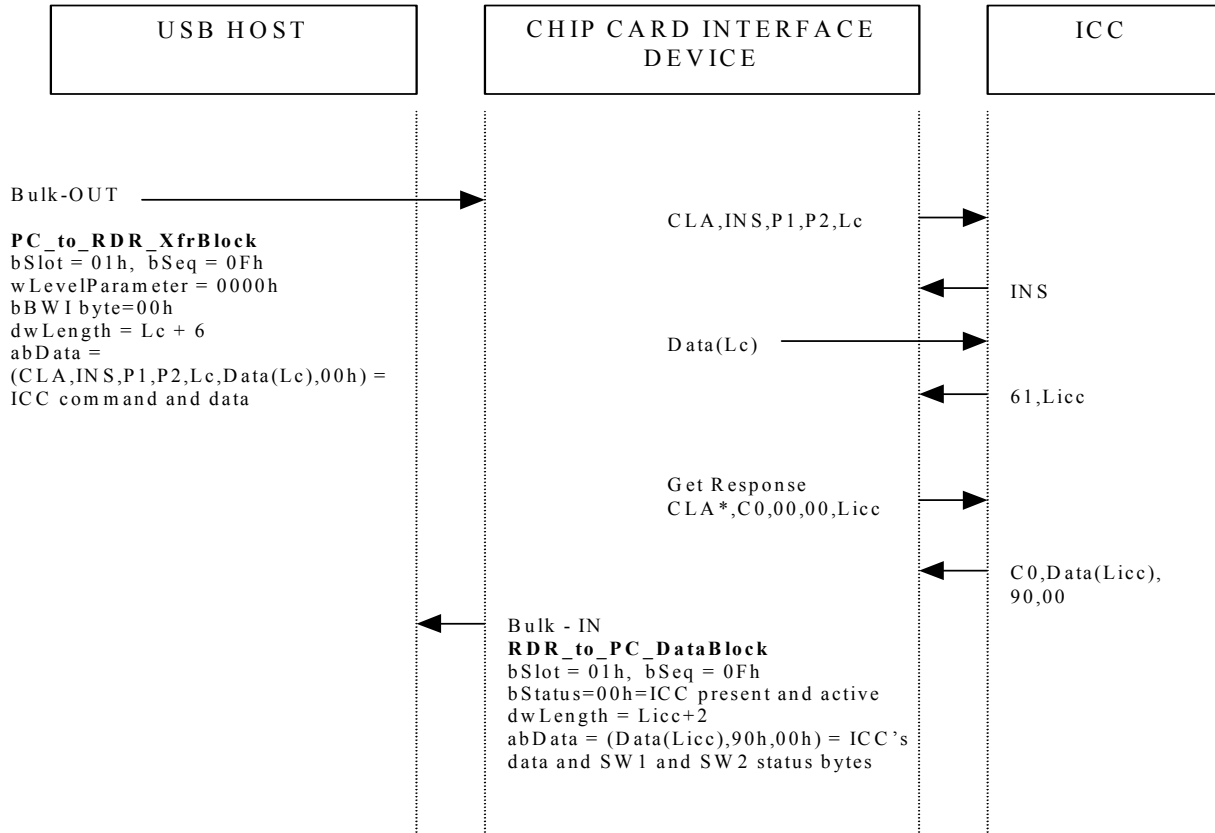 USB HOST
CHIP CARD INTERFACE
DEVICE
ICC
Bulk-OUT
PC_to_RDR_XfrBlock
bSlot = 01h, bSeq = 0Fh
wLevelParameter = 0000h
bBWI byte=00h
dwLength = Lc + 6
abData =
(CLA,INS,P1,P2,Lc,Data(Lc),00h) =
ICC command and data
CLA,INS,P1,P2,Lc
INS
Data(Lc)
61,Licc
Get Response
CLA*,C0,00,00,Licc
C0,Data(Licc),
90,00
Bulk - IN
RDR_to_PC_DataBlock
bSlot = 01h, bSeq = 0Fh
bStatus=00h=ICC present and active
dwLength = Licc+2
abData = (Data(Licc),90h,00h) = ICC’s
data and SW1 and SW2 status bytes